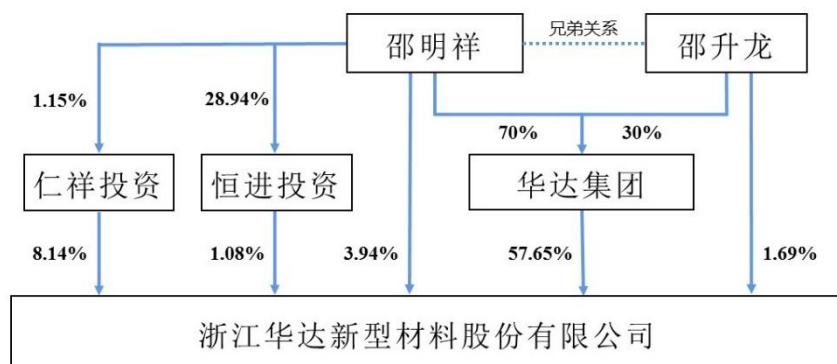 邵明祥
兄弟关系
邵升龙
1.15%
28.94%
70%
30%
仁祥投资
恒进投资
华达集团
8.14%
1.08%
3.94%
57.65%
1.69%
浙江华达新型材料股份有限公司